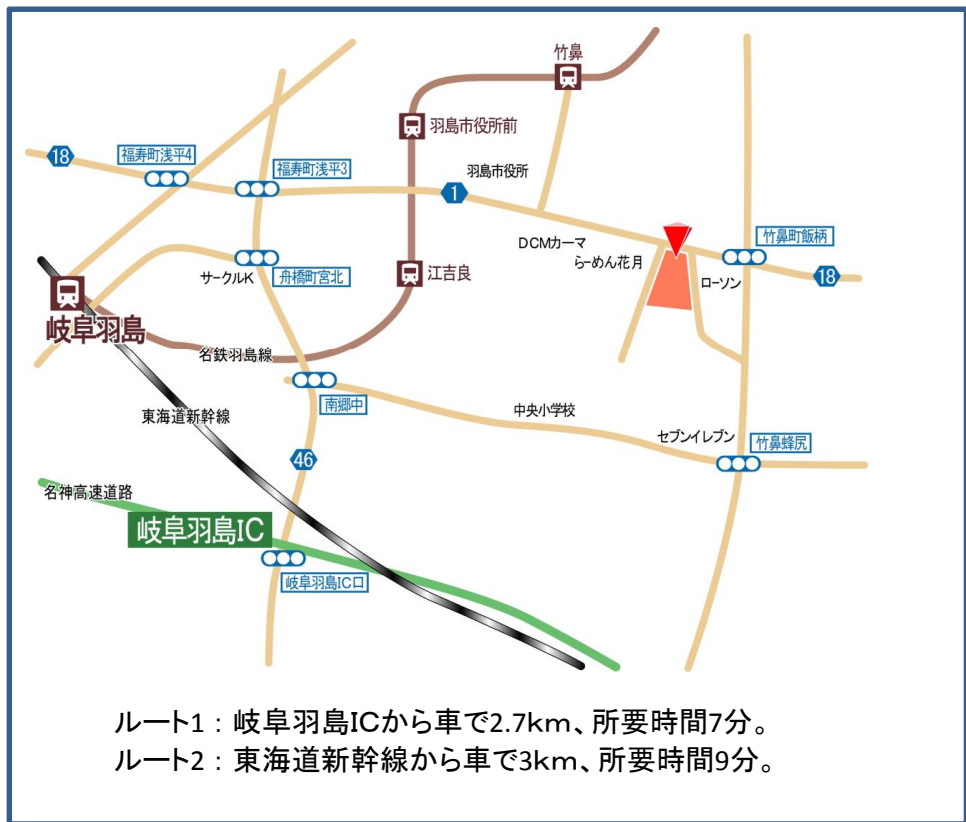 竹鼻
羽島市役所前
18
福寿町浅平4
福寿町浅平3
羽島市役所
1
DCMカーマ
らーめん花月
竹鼻町飯柄
18
ローソン
サークルK
舟橋町宮北
江吉良
岐阜羽島
名鉄羽島線
南郷中
東海道新幹線
中央小学校
セブンイレブン
竹鼻蜂尻
46
名神高速道路
岐阜羽島IC
岐阜羽島IC口
ルート1：岐阜羽島ICから車で2.7km、所要時間7分。
ルート2：東海道新幹線から車で3km、所要時間9分。